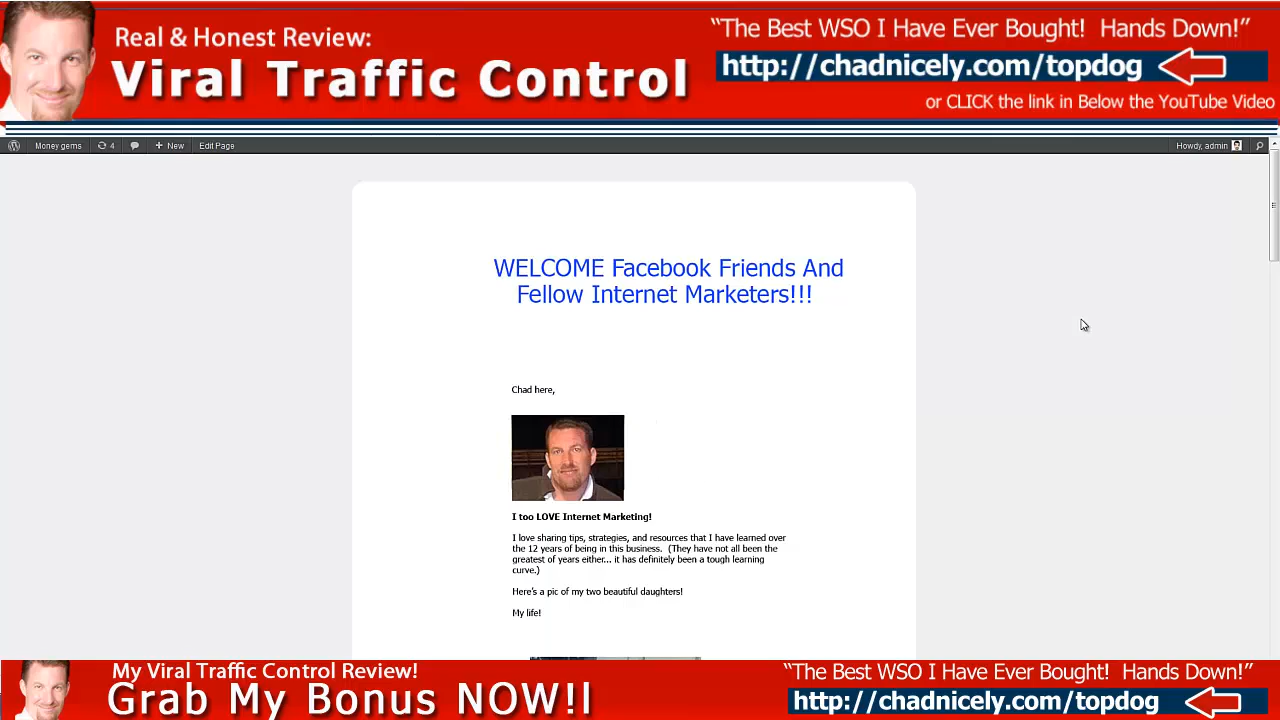 Real & Honest Review:
Viral Traffic Control
“The Best WSO I Have Ever Bought!  Hands Down!”
http://chadnicely.com/topdog
or CLICK the link in Below the YouTube Video
Money gems 4 New Edit Page Howdy, admin
WELCOME Facebook Friends And
Fellow Internet Marketers!!!
Chad here,
I too LOVE Internet Marketing!
I love sharing tips, strategies, and resources that I have learned over
the 12 years of being in this business.  (They have not all been the
greatest of years either... it has definitely been a tough learning
curve.)
Here's a pic of my two beautiful daughters!
My life!
My Viral Traffic Control Review!
Grab My Bonus NOW!!
“The Best WSO I Have Ever Bought!  Hands Down!”
http://chadnicely.com/topdog